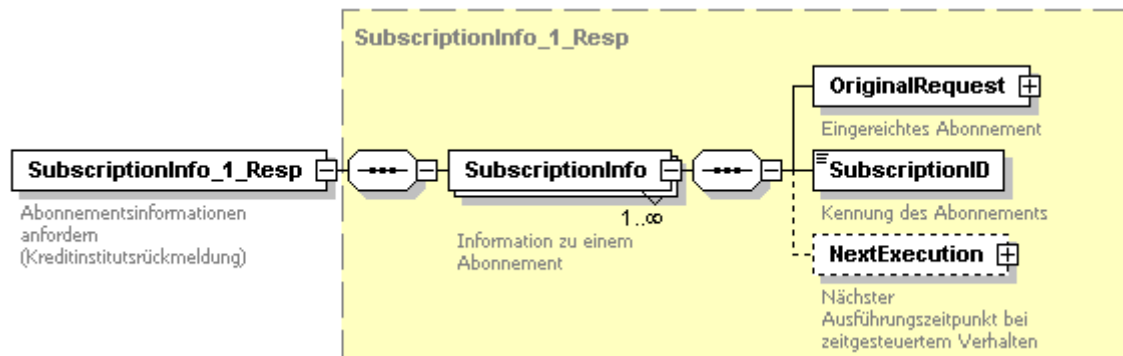 SubscriptionInfo_1_Resp
OriginalRequest
Eingereichtes Abonnement
SubscriptionInfo_1_Resp
Abonnementsinformationen
anfordern
(Kreditinstitutsrückmeldung)
SubscriptionInfo
1..∞
Information zu einem
Abonnement
SubscriptionID
Kennung des Abonnements
NextExecution
Nächster
Ausführungszeitpunkt bei
zeitgesteuertem Verhalten